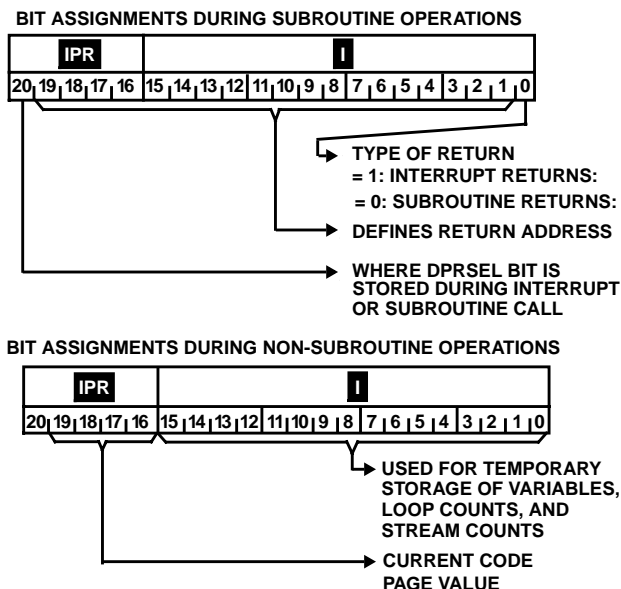 BIT ASSIGNMENTS DURING SUBROUTINE OPERATIONS
IPR I
20 19 18 17 16 15 14 13 12 11 10 9 8 7 6 5 4 3 2 1 0
TYPE OF RETURN
= 1: INTERRUPT RETURNS:
= 0: SUBROUTINE RETURNS:
DEFINES RETURN ADDRESS
WHERE DPRSEL BIT IS
STORED DURING INTERRUPT
OR SUBROUTINE CALL
BIT ASSIGNMENTS DURING NON-SUBROUTINE OPERATIONS
IPR I
20 19 18 17 16 15 14 13 12 11 10 9 8 7 6 5 4 3 2 1 0
USED FOR TEMPORARY
STORAGE OF VARIABLES,
LOOP COUNTS, AND
STREAM COUNTS
CURRENT CODE
PAGE VALUE